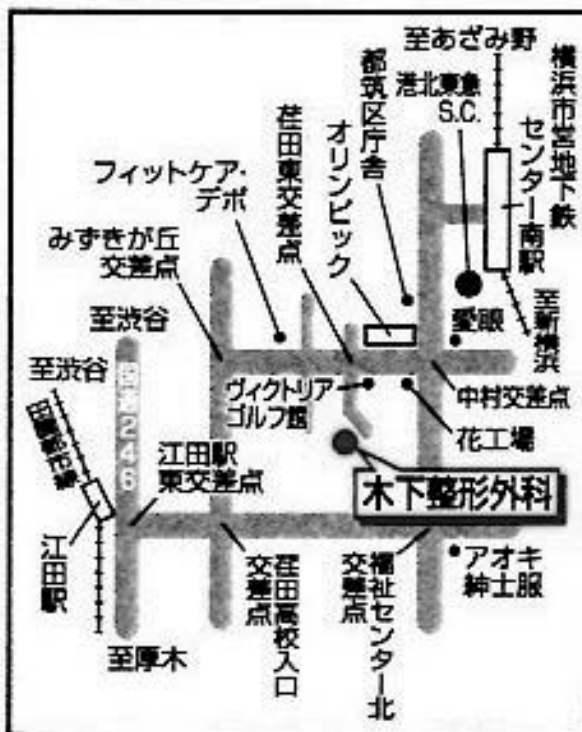 至あざみ野
横浜市営地下鉄
センター南駅
港北東急
S.C.
都筑区庁舎
オリンピック
荏田東交差点
フィットケア・
デポ
みずきが丘
交差点
至渋谷
至渋谷
国道246
田園都市線
江田駅
東交差点
江田駅
至厚木
愛眼
至新横浜
ヴィクトリア
ゴルフ館
中村交差点
花工場
木下整形外科
荏田高校入口
交差点
福祉センター北
交差点
アオキ
紳士服